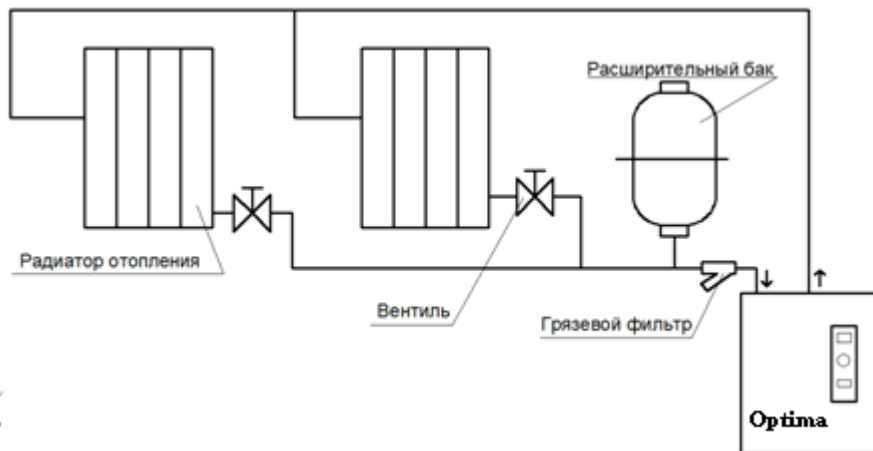 Расширительный бак
Радиатор отопления
Вентиль
Грязевой фильтр
Optima